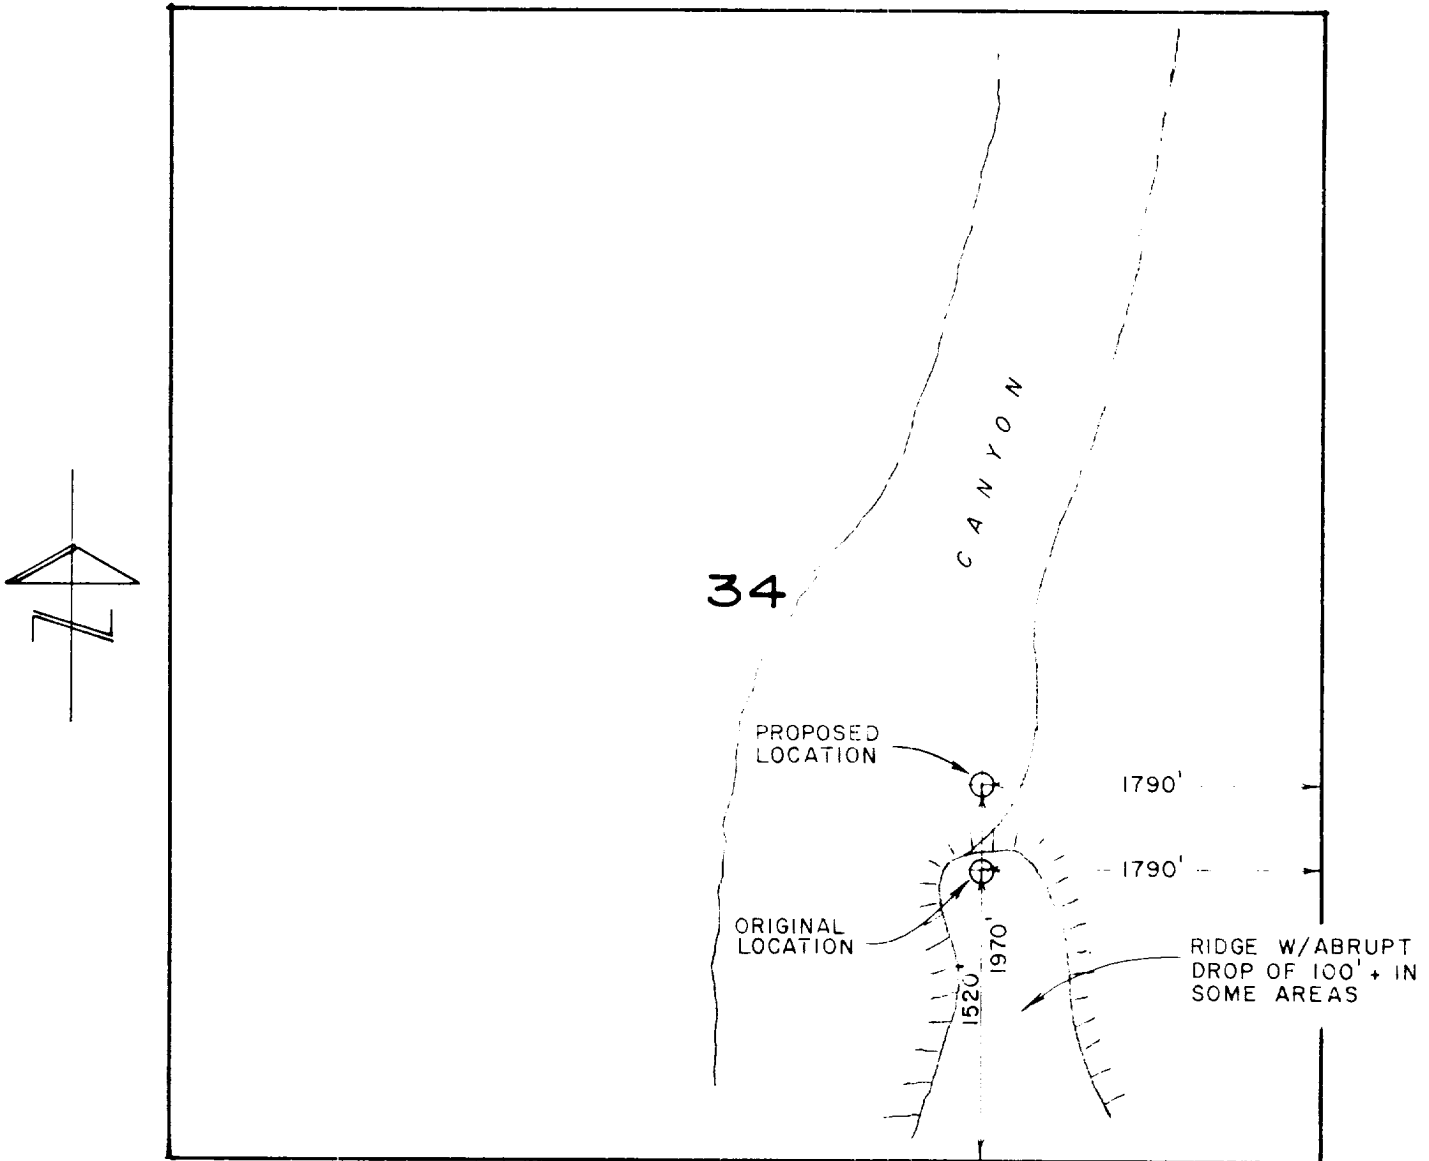 CANYON
34
N
PROPOSED
LOCATION
1790'
1790'
ORIGINAL
LOCATION
1520'
1970'
RIDGE W/ABRUPT
DROP OF 100' + IN
SOME AREAS